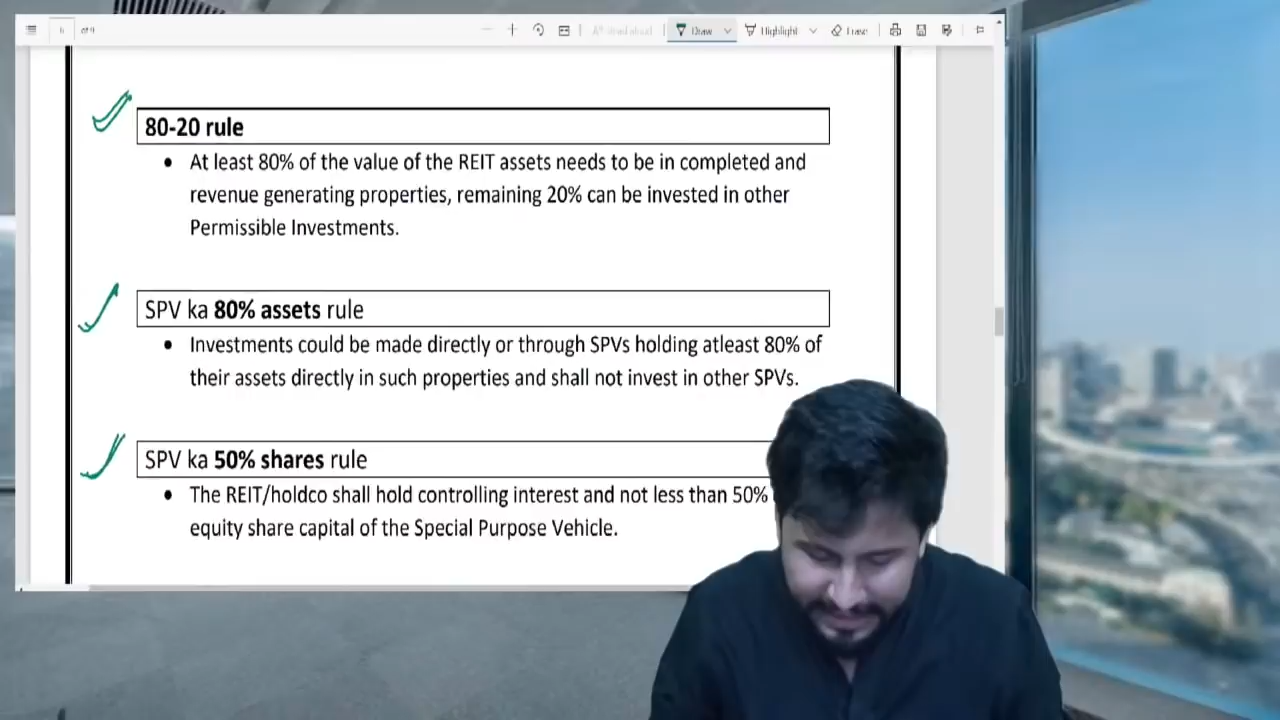 Draw
Highlight
Erase
80-20 rule
• At least 80% of the value of the REIT assets needs to be in completed and
revenue generating properties, remaining 20% can be invested in other
Permissible Investments.
SPV ka 80% assets rule
• Investments could be made directly or through SPVs holding atleast 80% of
their assets directly in such properties and shall not invest in other SPVs.
SPV ka 50% shares rule
• The REIT/holdco shall hold controlling interest and not less than 50%
equity share capital of the Special Purpose Vehicle.